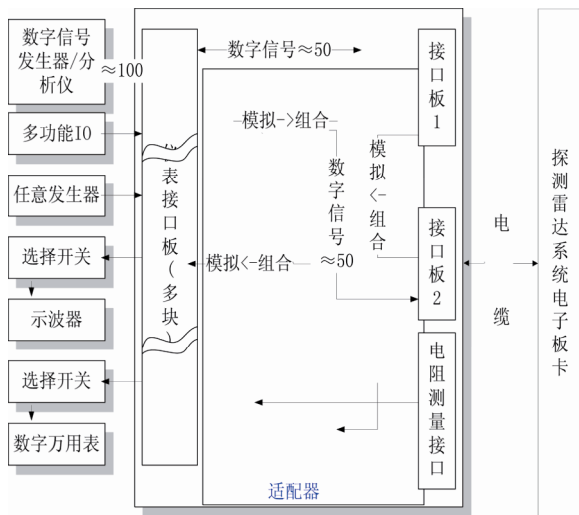 数字信号
发生器/分
析仪
≈100
多功能IO
任意发生器
选择开关
示波器
选择开关
数字万用表
表接口板(多块)
数字信号≈50
模拟->组合
数字信号
≈50
模拟<-组合
模拟<-组合
接口板1
接口板2
电阻测量接口
适配器
电缆
探测雷达系统电子板卡